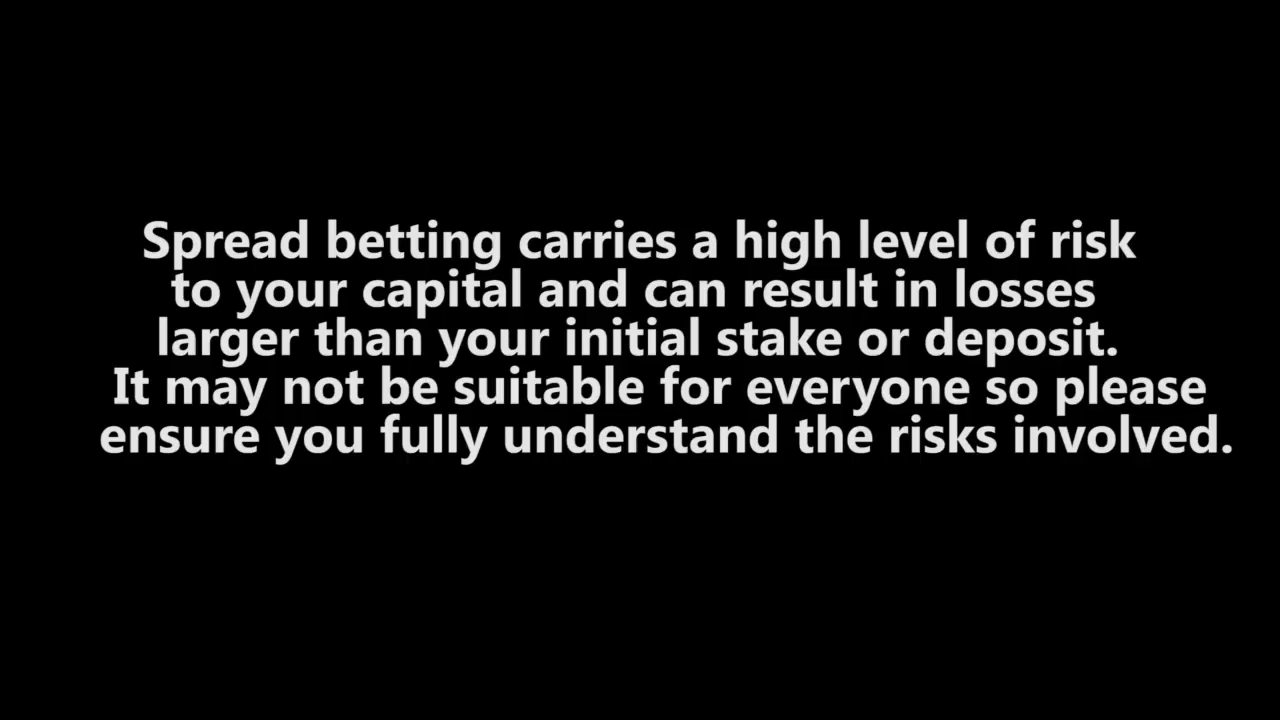 Spread betting carries a high level of risk
to your capital and can result in losses
larger than your initial stake or deposit.
It may not be suitable for everyone so please
ensure you fully understand the risks involved.